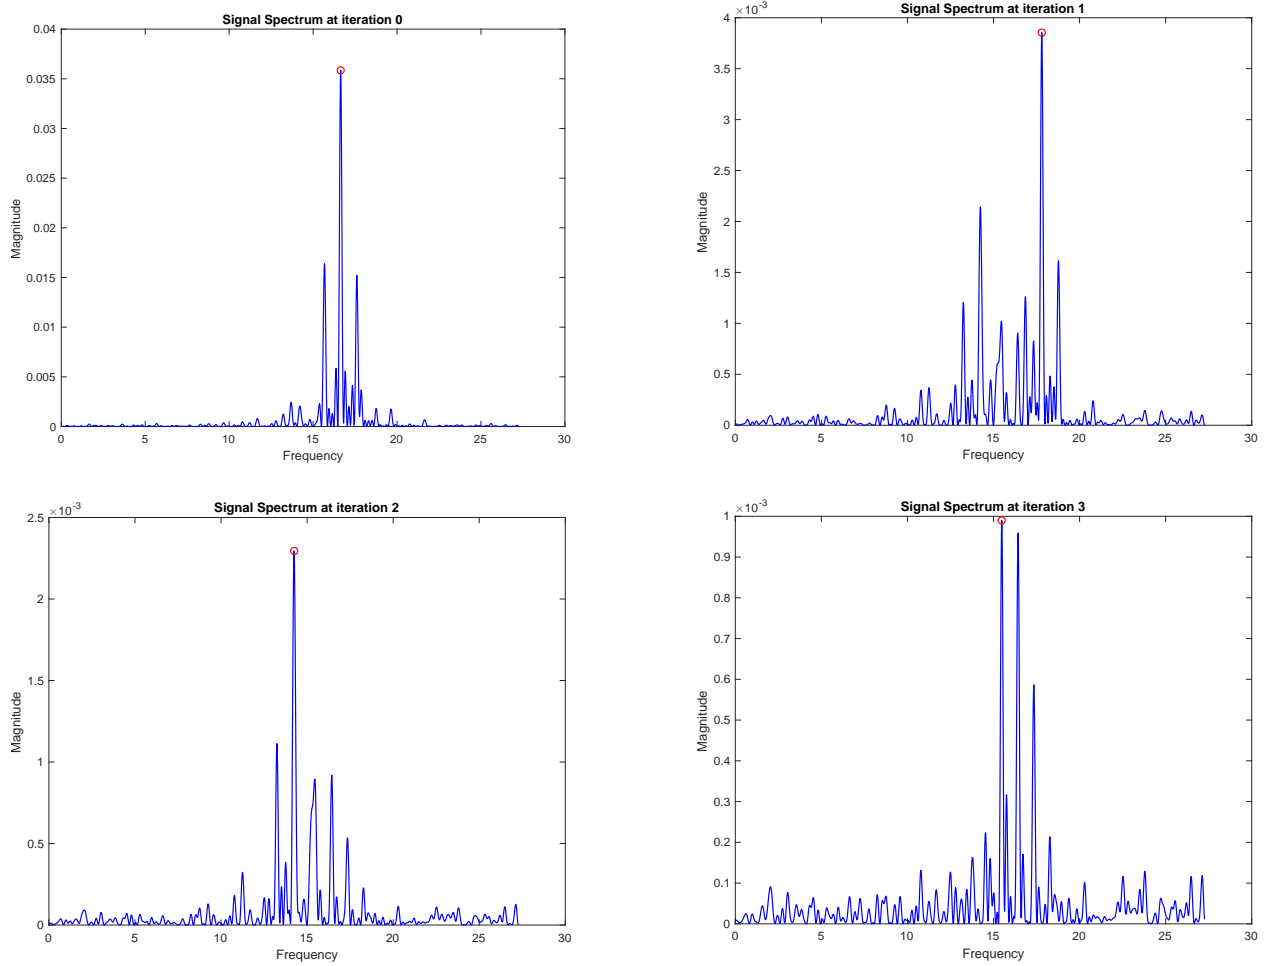 Signal Spectrum at iteration 0
0.04
0.035
0.03
0.025
0.02
0.015
0.01
0.005
0
Magnitude
0 5 10 15 20 25 30
Frequency
Signal Spectrum at iteration 1
×10⁻³
4
3.5
3
2.5
2
1.5
1
0.5
0
Magnitude
0 5 10 15 20 25 30
Frequency
Signal Spectrum at iteration 2
×10⁻³
2.5
2
1.5
1
0.5
0
Magnitude
0 5 10 15 20 25 30
Frequency
Signal Spectrum at iteration 3
×10⁻³
1
0.9
0.8
0.7
0.6
0.5
0.4
0.3
0.2
0.1
0
Magnitude
0 5 10 15 20 25 30
Frequency